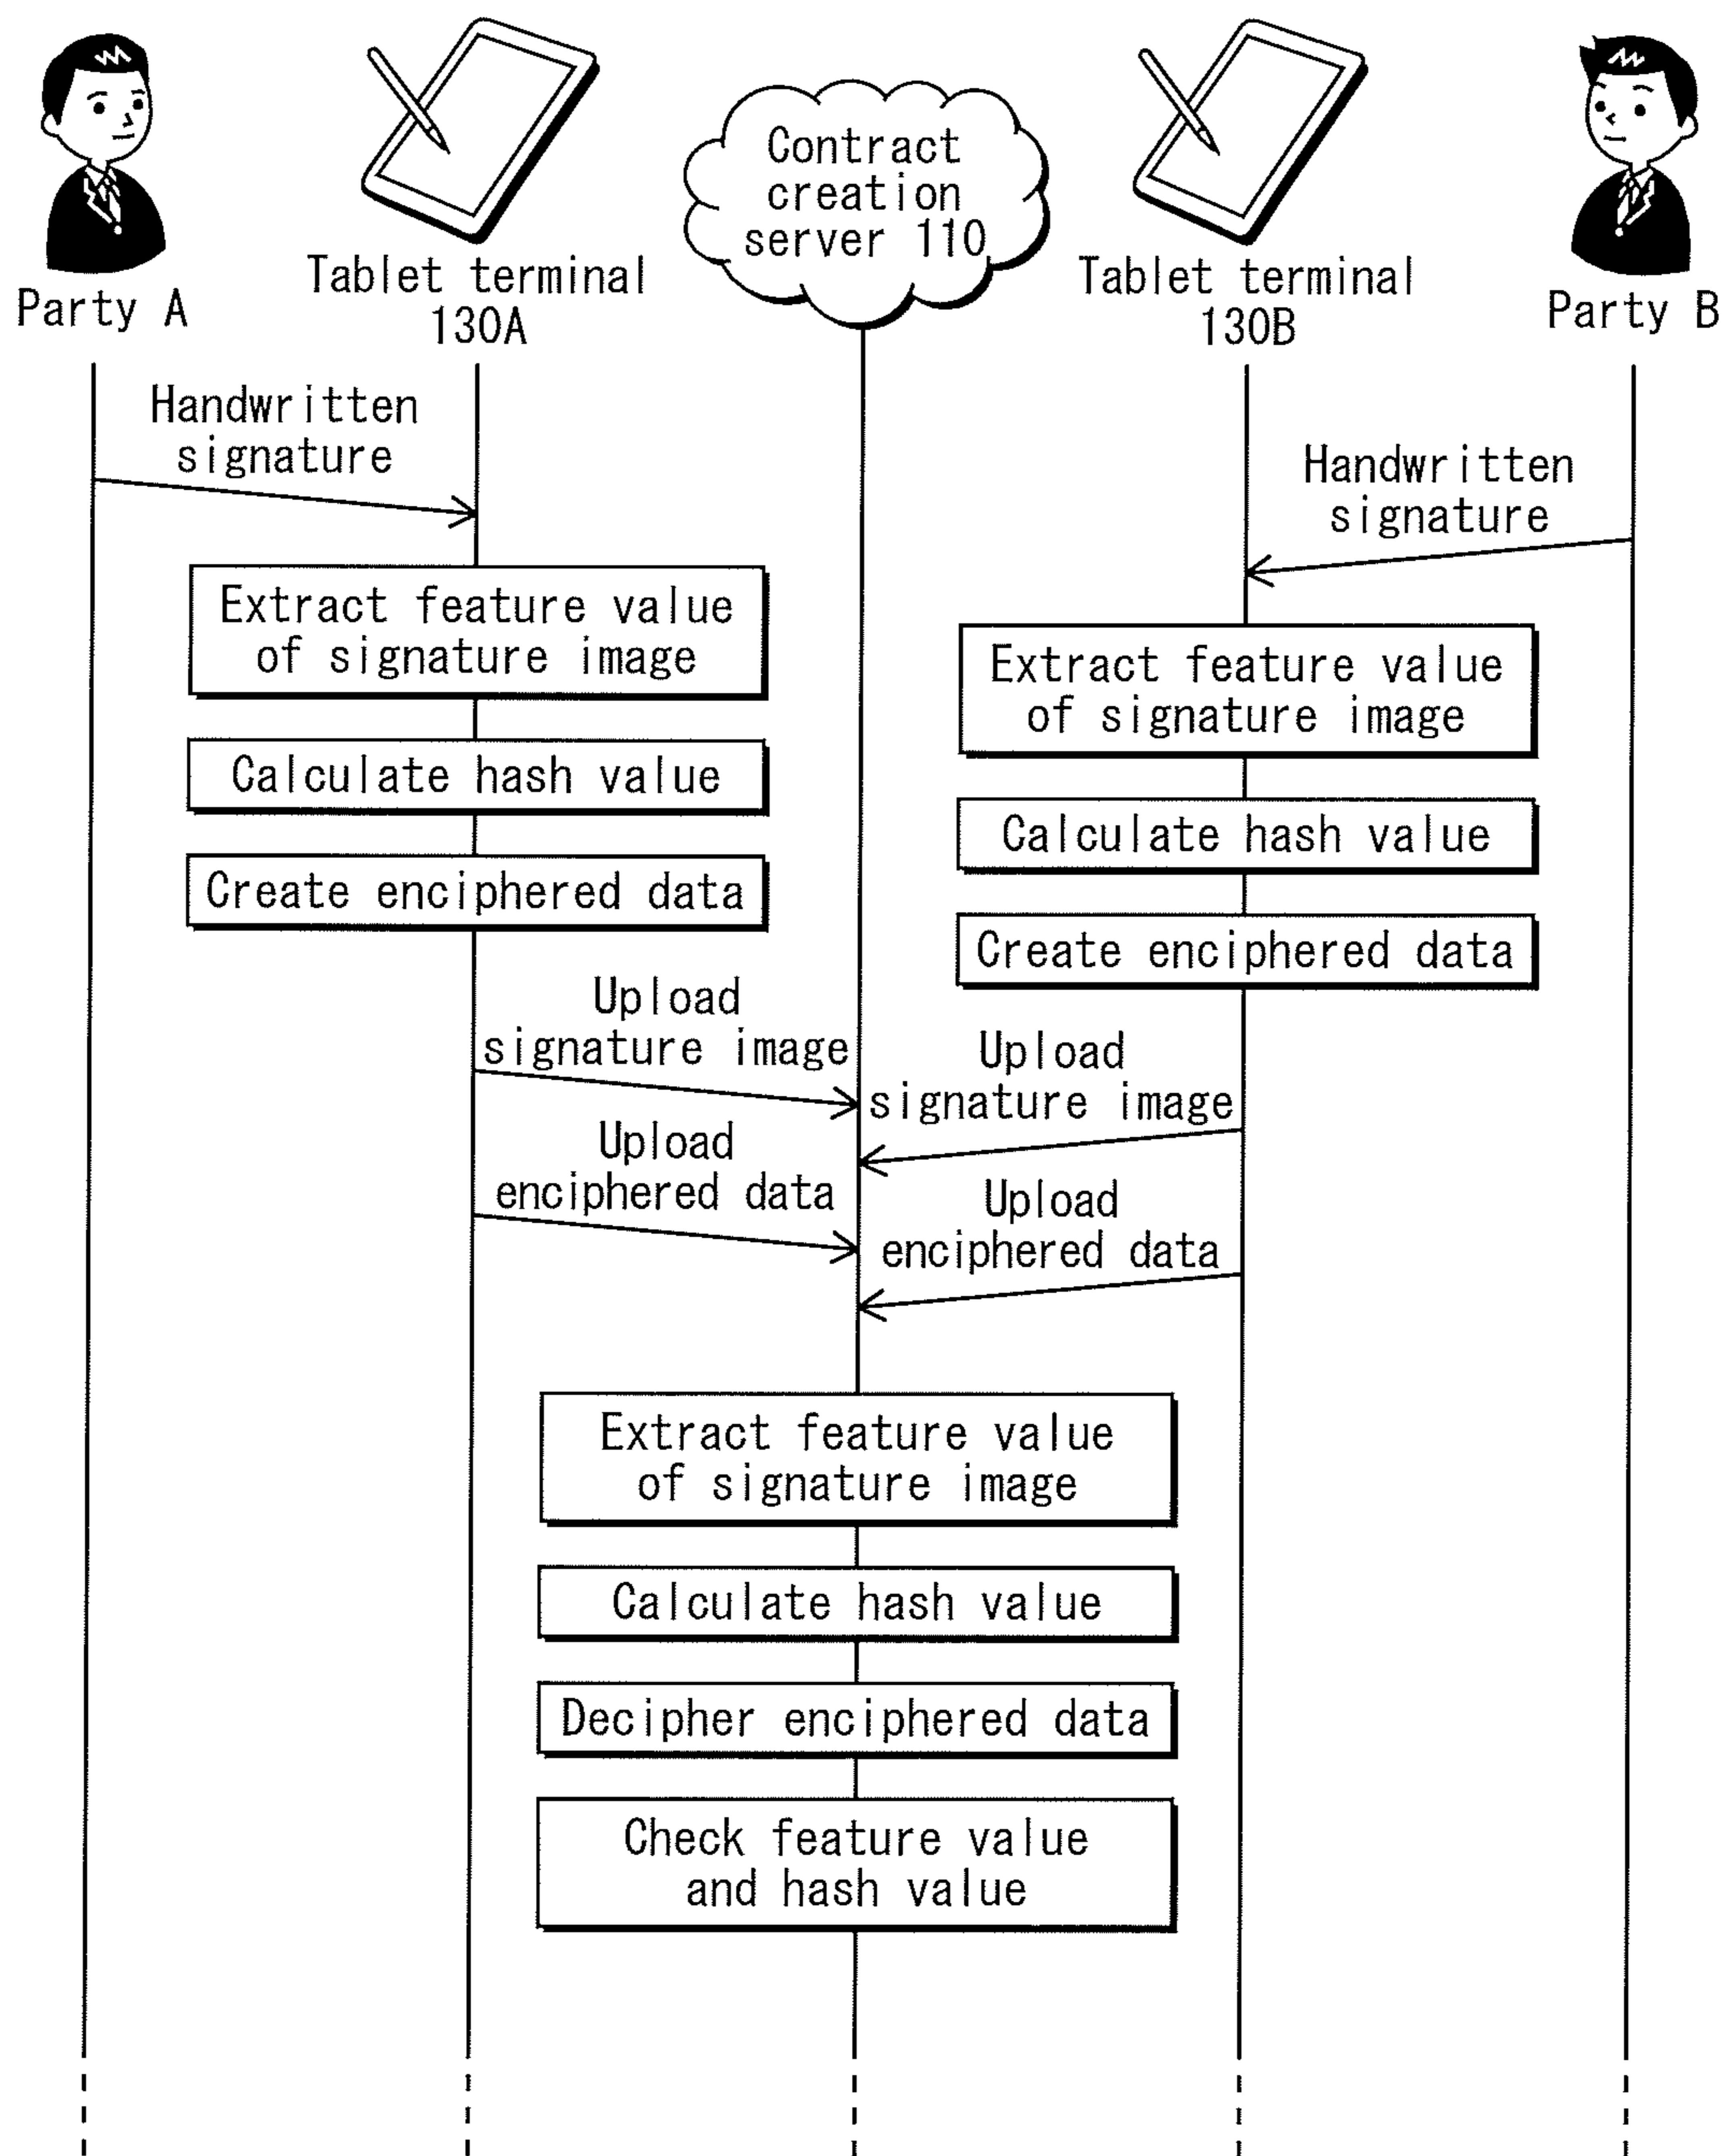 Contract
creation
server 110
Tablet terminal
130A
Tablet terminal
130B
Party A
Party B
Handwritten
signature
Handwritten
signature
Extract feature value
of signature image
Extract feature value
of signature image
Calculate hash value
Calculate hash value
Create enciphered data
Create enciphered data
Upload
signature image
Upload
signature image
Upload
enciphered data
Upload
enciphered data
Extract feature value
of signature image
Calculate hash value
Decipher enciphered data
Check feature value
and hash value